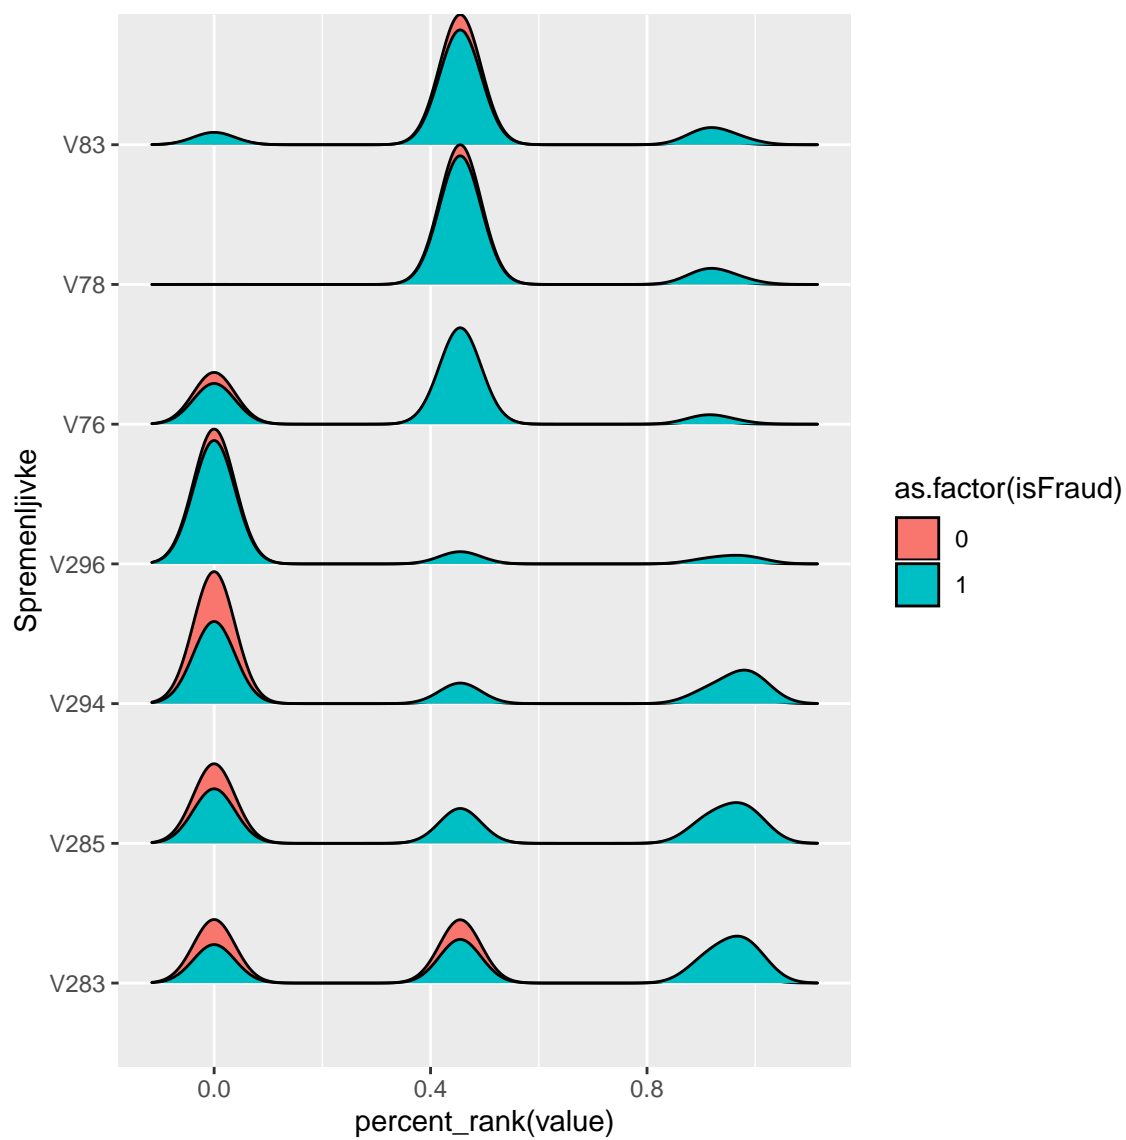 V83
V78
V76
V296
V294
V285
V283
Spremenljivke
0.0
0.4
0.8
percent_rank(value)
as.factor(isFraud)
0
1